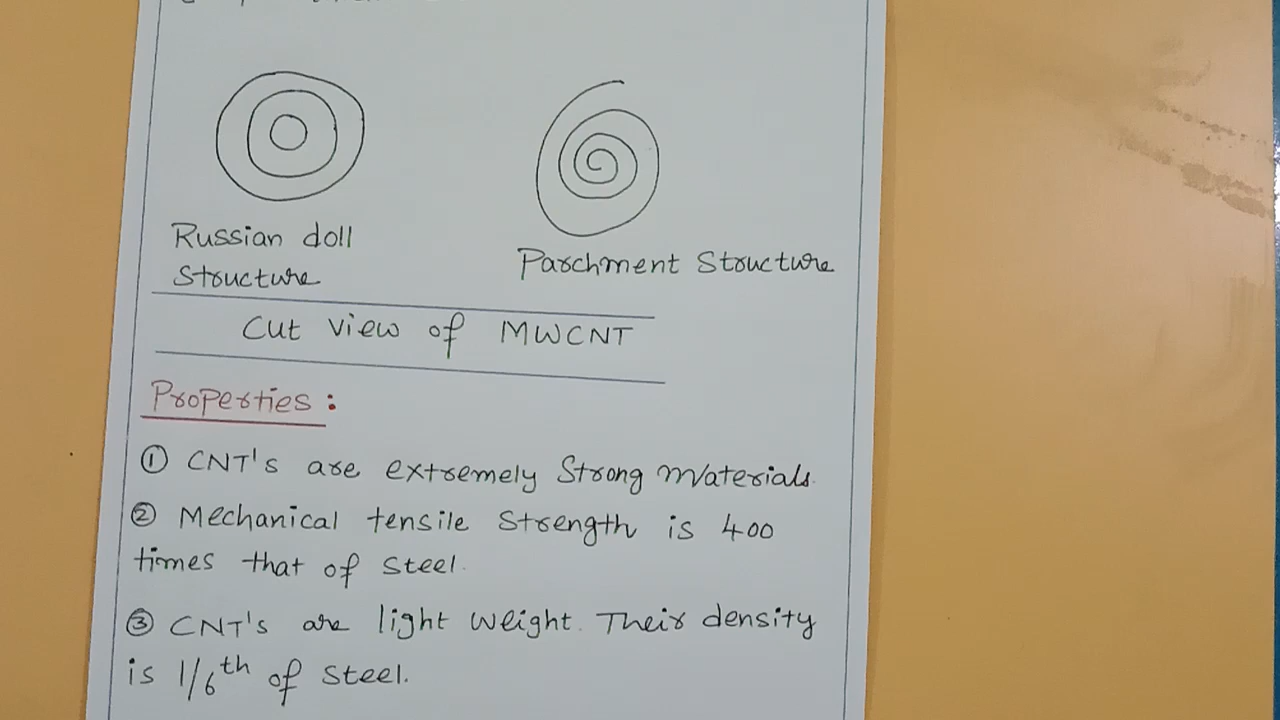 Russian doll
Structure
Parchment Structure
Cut view of MWCNT
Properties:
① CNT's are extremely Strong Materials.
② Mechanical tensile Strength is 400
times that of Steel.
③ CNT's are light weight. Their density
is 1/6th of Steel.